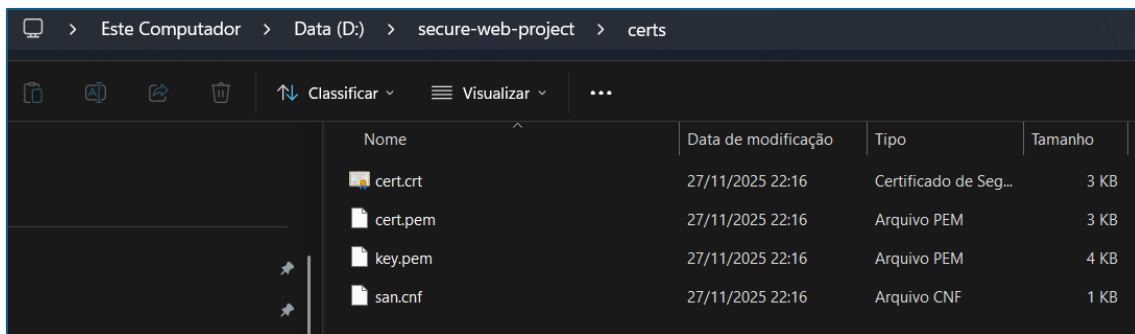 Este Computador > Data (D:) > secure-web-project > certs
Classificar Visualizar ...
Nome Data de modificação Tipo Tamanho
cert.crt 27/11/2025 22:16 Certificado de Seg... 3 KB
cert.pem 27/11/2025 22:16 Arquivo PEM 3 KB
key.pem 27/11/2025 22:16 Arquivo PEM 4 KB
san.cnf 27/11/2025 22:16 Arquivo CNF 1 KB